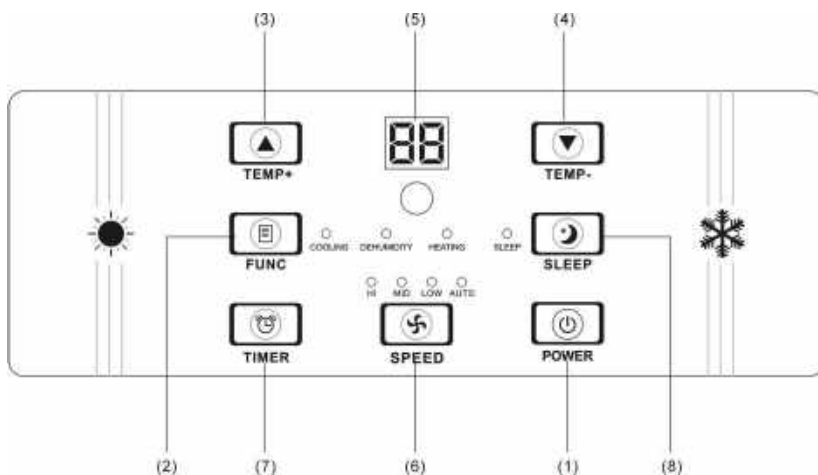 (3) (5) (4)
88
TEMP+ TEMP-
COOLING DEHUMIDITY HEATING SLEEP
FUNC SLEEP
HI MID LOW AUTO
TIMER SPEED POWER
(2) (7) (6) (1) (8)